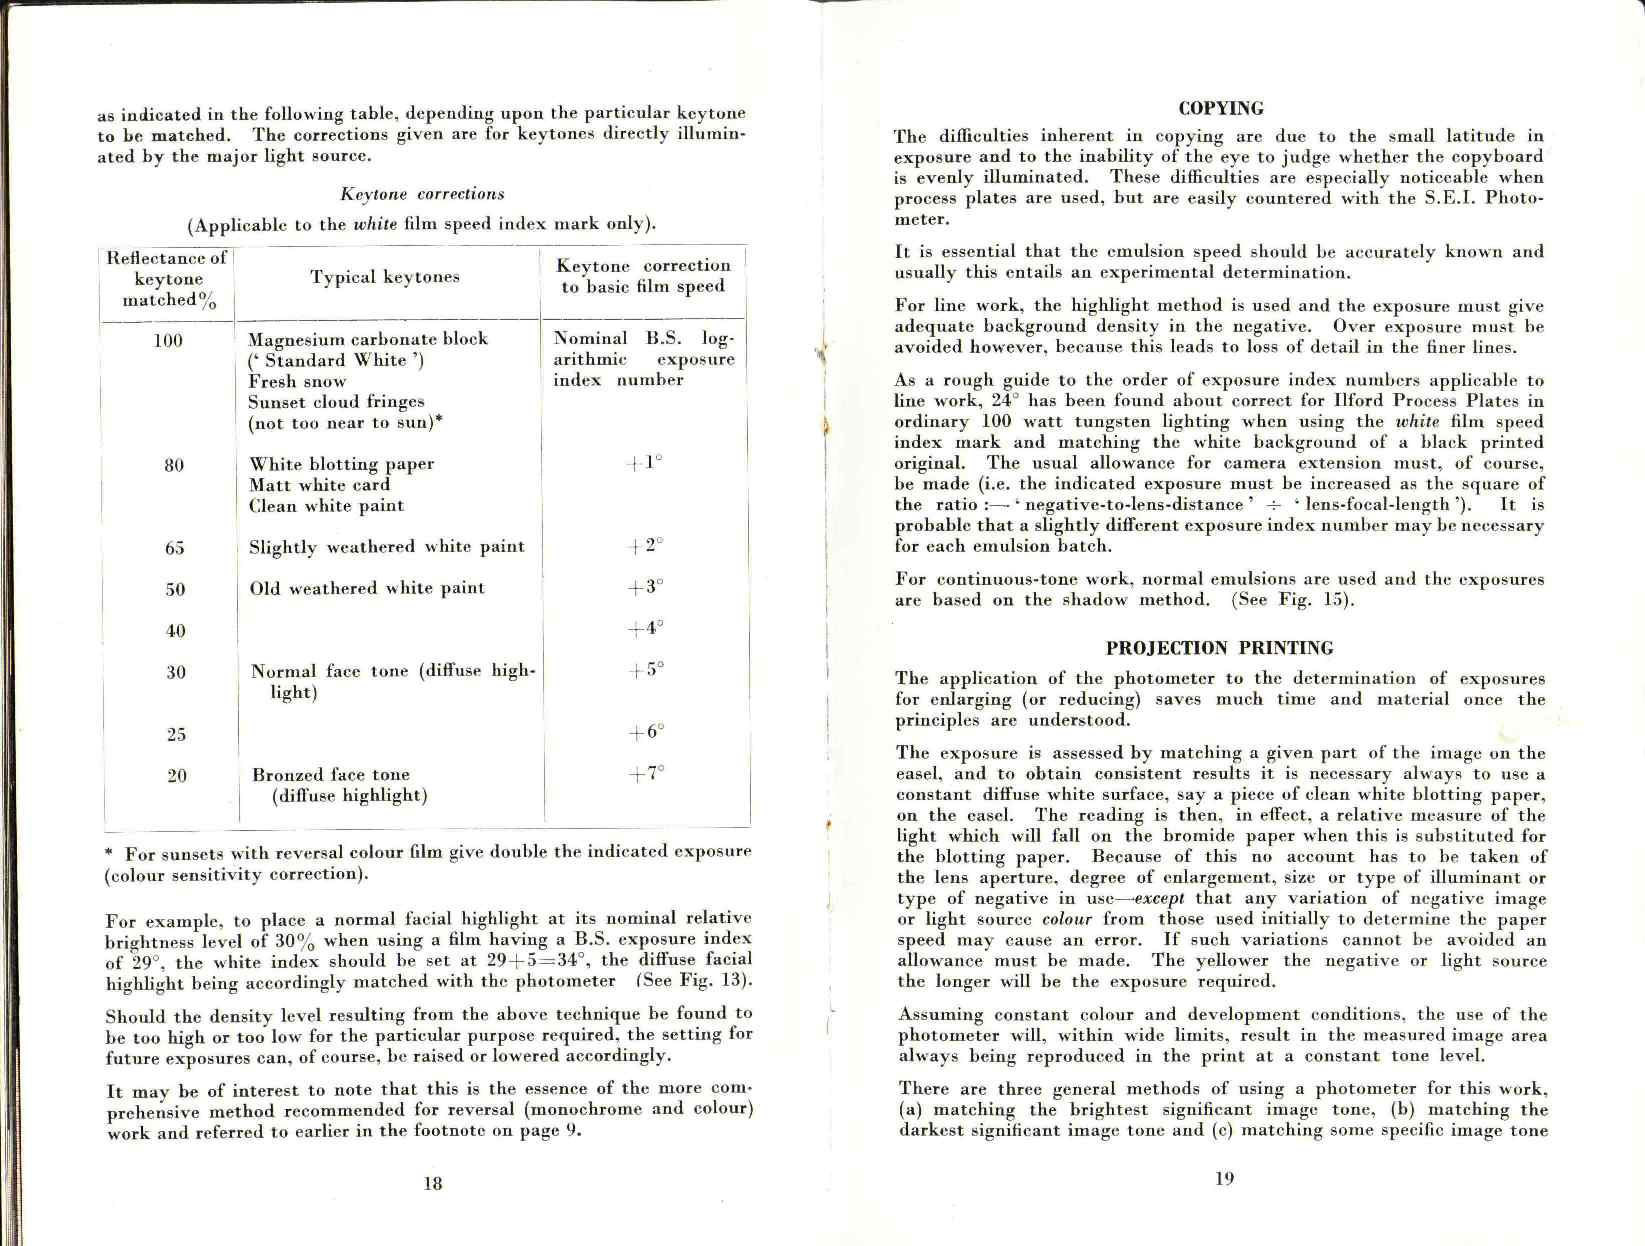 as indicated in the following table, depending upon the particular keytone
to be matched. The corrections given are for keytones directly illumin-
ated by the major light source.
Keytone corrections
(Applicable to the white film speed index mark only).
Reflectance of
keytone
matched%
Typical keytones
Keytone correction
to basic film speed
100
Magnesium carbonate block
(‘ Standard White ’)
Fresh snow
Sunset cloud fringes
(not too near to sun)*
Nominal B.S. log-
arithmic exposure
index number
80
White blotting paper
Matt white card
Clean white paint
+1°
65 Slightly weathered white paint +2°
50 Old weathered white paint +3°
40 +4°
30 Normal face tone (diffuse high-
light)
+5°
25 +6°
20 Bronzed face tone
(diffuse highlight)
+7°
* For sunsets with reversal colour film give double the indicated exposure
(colour sensitivity correction).
For example, to place a normal facial highlight at its nominal relative
brightness level of 30% when using a film having a B.S. exposure index
of 29°, the white index should be set at 29+5=34°, the diffuse facial
highlight being accordingly matched with the photometer (See Fig. 13).
Should the density level resulting from the above technique be found to
be too high or too low for the particular purpose required, the setting for
future exposures can, of course, be raised or lowered accordingly.
It may be of interest to note that this is the essence of the more com-
prehensive method recommended for reversal (monochrome and colour)
work and referred to earlier in the footnote on page 9.
18
COPYING
The difficulties inherent in copying are due to the small latitude in
exposure and to the inability of the eye to judge whether the copyboard
is evenly illuminated. These difficulties are especially noticeable when
process plates are used, but are easily countered with the S.E.I. Photo-
meter.
It is essential that the emulsion speed should be accurately known and
usually this entails an experimental determination.
For line work, the highlight method is used and the exposure must give
adequate background density in the negative. Over exposure must be
avoided however, because this leads to loss of detail in the finer lines.
As a rough guide to the order of exposure index numbers applicable to
line work, 24° has been found about correct for Ilford Process Plates in
ordinary 100 watt tungsten lighting when using the white film speed
index mark and matching the white background of a black printed
original. The usual allowance for camera extension must, of course,
be made (i.e. the indicated exposure must be increased as the square of
the ratio :— ‘ negative-to-lens-distance ’ ÷ ‘ lens-focal-length ’). It is
probable that a slightly different exposure index number may be necessary
for each emulsion batch.
For continuous-tone work, normal emulsions are used and the exposures
are based on the shadow method. (See Fig. 15).
PROJECTION PRINTING
The application of the photometer to the determination of exposures
for enlarging (or reducing) saves much time and material once the
principles are understood.
The exposure is assessed by matching a given part of the image on the
easel, and to obtain consistent results it is necessary always to use a
constant diffuse white surface, say a piece of clean white blotting paper,
on the easel. The reading is then, in effect, a relative measure of the
light which will fall on the bromide paper when this is substituted for
the blotting paper. Because of this no account has to be taken of
the lens aperture, degree of enlargement, size or type of illuminant or
type of negative in use—except that any variation of negative image
or light source colour from those used initially to determine the paper
speed may cause an error. If such variations cannot be avoided an
allowance must be made. The yellower the negative or light source
the longer will be the exposure required.
Assuming constant colour and development conditions, the use of the
photometer will, within wide limits, result in the measured image area
always being reproduced in the print at a constant tone level.
There are three general methods of using a photometer for this work,
(a) matching the brightest significant image tone, (b) matching the
darkest significant image tone and (c) matching some specific image tone
19